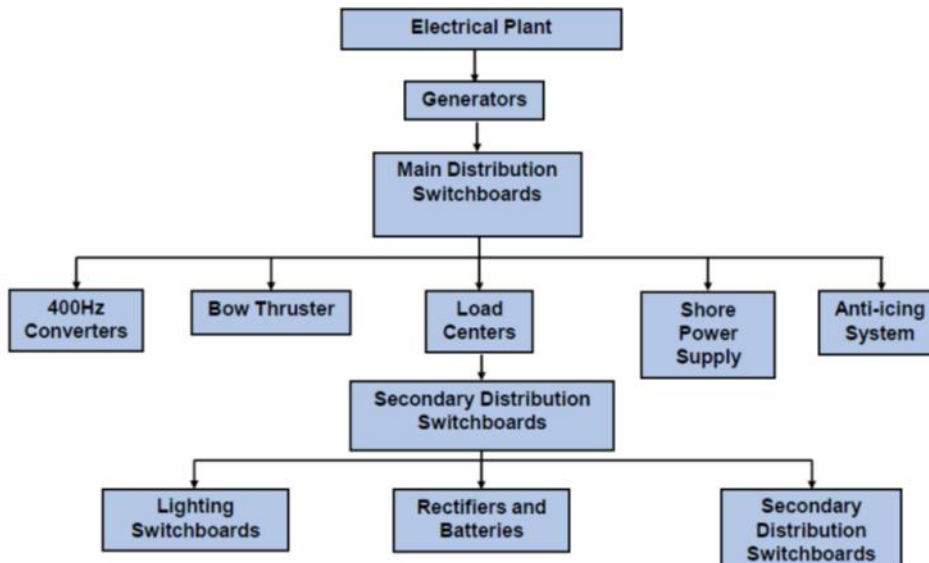 Electrical Plant
Generators
Main Distribution
Switchboards
400Hz
Converters
Bow Thruster
Load
Centers
Shore
Power
Supply
Anti-icing
System
Secondary Distribution
Switchboards
Lighting
Switchboards
Rectifiers and
Batteries
Secondary
Distribution
Switchboards